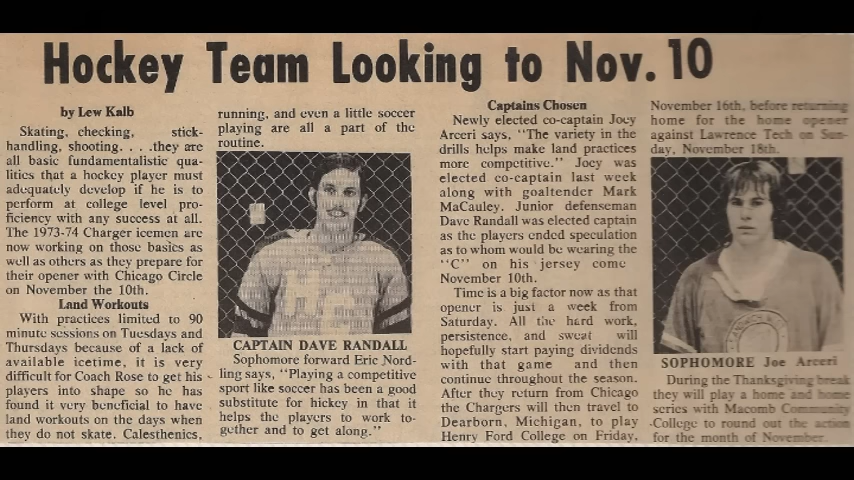 Hockey Team Looking to Nov. 10
by Lew Kalb
Skating, checking, stick-
handling, shooting. . . .they are
all basic fundamentalistic qua-
lities that a hockey player must
adequately develop if he is to
perform at college level pro-
ficiency with any success at all.
The 1973-74 Charger icemen are
now working on those basics as
well as others as they prepare for
their opener with Chicago Circle
on November the 10th.
Land Workouts
With practices limited to 90
minute sessions on Tuesdays and
Thursdays because of a lack of
available icetime, it is very
difficult for Coach Rose to get his
players into shape so he has
found it very beneficial to have
land workouts on the days when
they do not skate. Calesthenics,
running, and even a little soccer
playing are all a part of the
routine.
CAPTAIN DAVE RANDALL
Sophomore forward Eric Nord-
ling says, "Playing a competitive
sport like soccer has been a good
substitute for hickey in that it
helps the players to work to-
gether and to get along."
Captains Chosen
Newly elected co-captain Joey
Arceri says, "The variety in the
drills helps make land practices
more competitive." Joey was
elected co-captain last week
along with goaltender Mark
MacCauley. Junior defenseman
Dave Randall was elected captain
as the players ended speculation
as to whom would be wearing the
"C" on his jersey come
November 10th.
Time is a big factor now as that
opener is just a week from
Saturday. All the hard work,
persistence, and sweat will
hopefully start paying dividends
with that game and then
continue throughout the season.
After they return from Chicago
the Chargers will then travel to
Dearborn, Michigan, to play
Henry Ford College on Friday,
November 16th, before returning
home for the home opener
against Lawrence Tech on Sun-
day, November 18th.
SOPHOMORE Joe Arceri
During the Thanksgiving break
they will play a home and home
series with Macomb Community
College to round out the action
for the month of November.